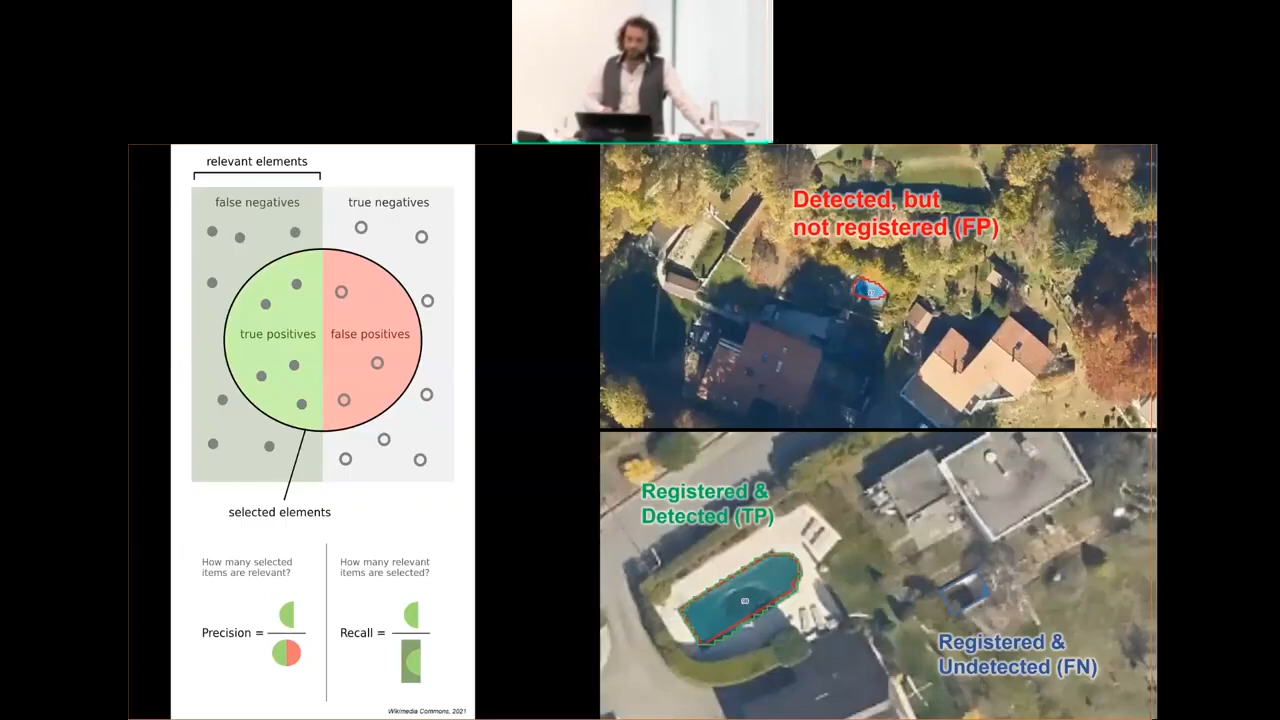 relevant elements
false negatives
true negatives
true positives
false positives
selected elements
How many selected
items are relevant?
How many relevant
items are selected?
Precision =
Recall =
Wikimedia Commons, 2021
Detected, but
not registered (FP)
Registered &
Detected (TP)
Registered &
Undetected (FN)